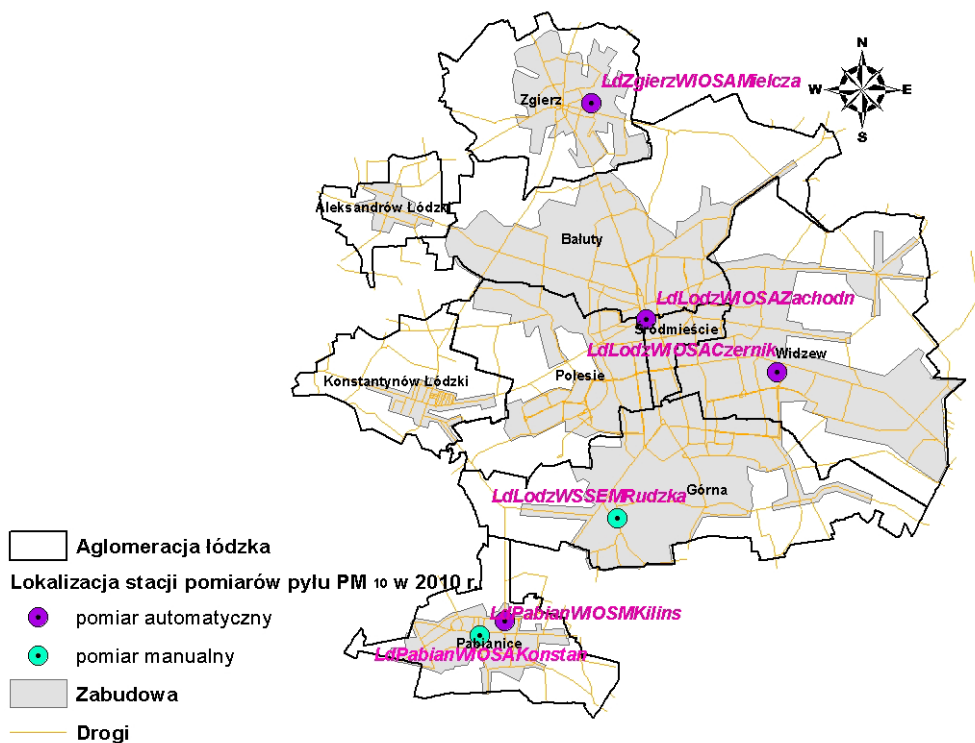 N
W
E
S
LdZgierzWIOSAMielcza
Zgierz
Aleksandrów Łódzki
Bałuty
LdLodzWIOSAZachodn
Śródmieście
LdLodzWIOSACzernik
Widzew
Polesie
Konstantynów Łódzki
LdLodzWSSEMRudzka
Górna
LdPabianWIOSMKilins
Pabianice
LdPabianWIOSAKonstan
Aglomeracja łódzka
Lokalizacja stacji pomiarów pyłu PM 10 w 2010 r.
pomiar automatyczny
pomiar manualny
Zabudowa
Drogi